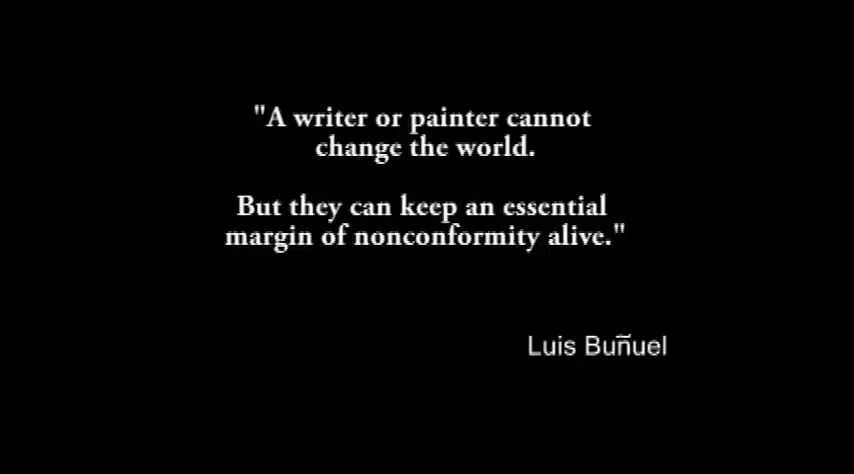 "A writer or painter cannot
change the world.
But they can keep an essential
margin of nonconformity alive."
Luis Buñuel